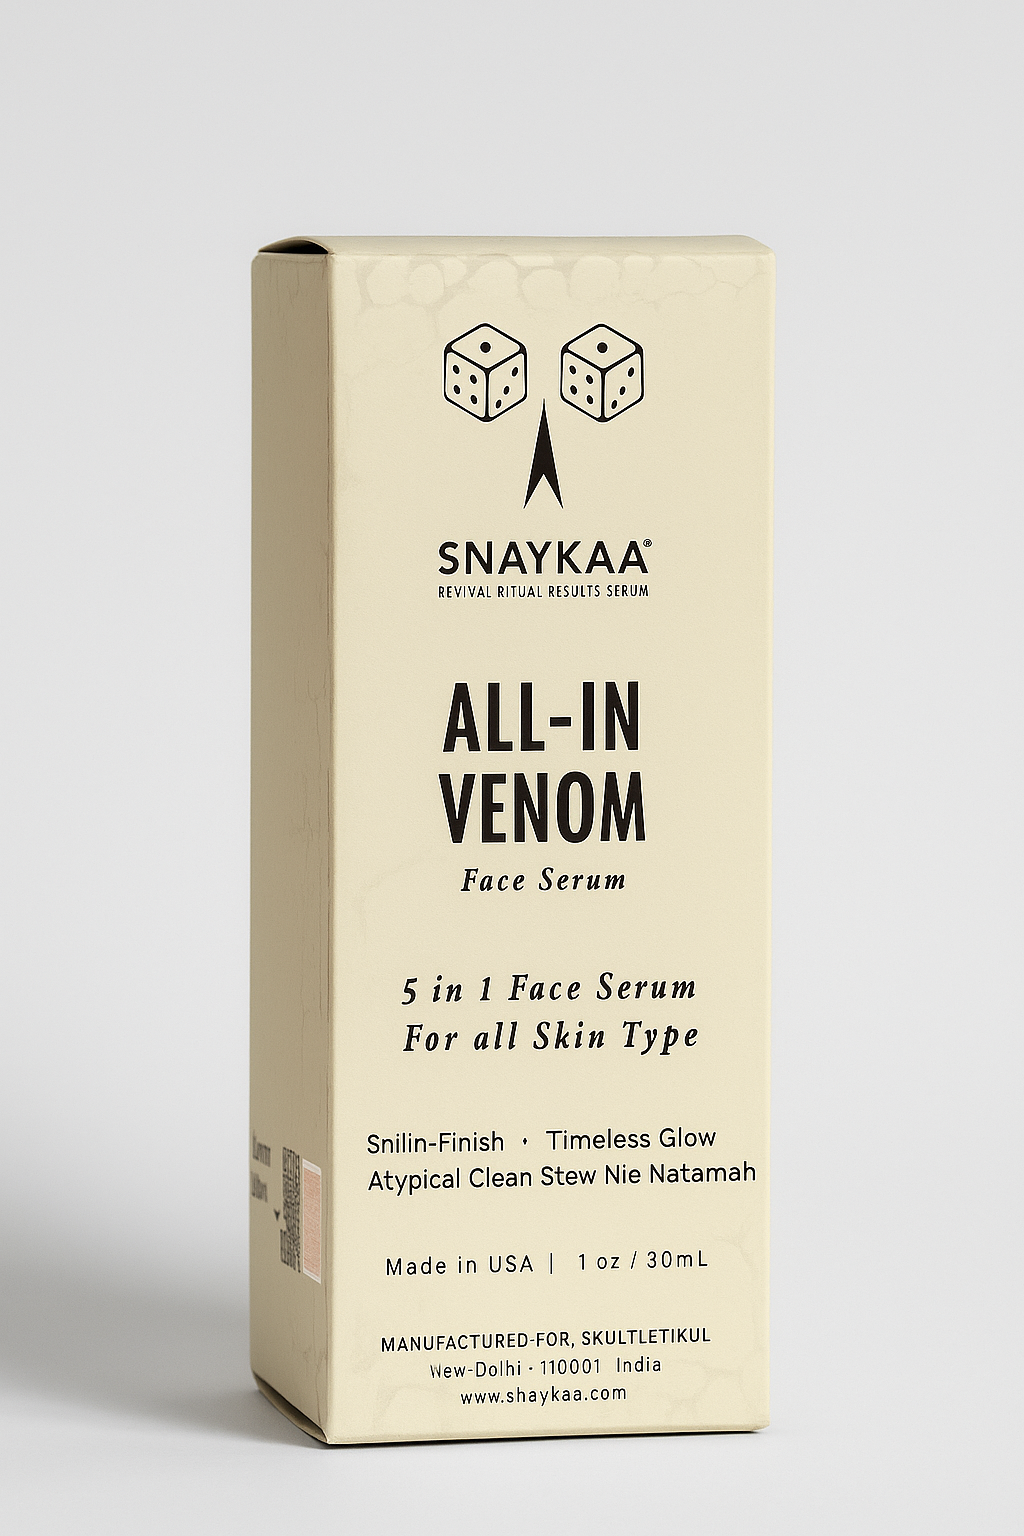 SNAYKAA®
REVIVAL RITUAL RESULTS SERUM
ALL-IN
VENOM
Face Serum
5 in 1 Face Serum
For all Skin Type
Snilin-Finish • Timeless Glow
Atypical Clean Stew Nie Natamah
Made in USA | 1 oz / 30mL
MANUFACTURED-FOR, SKULTLETIKUL
New-Dolhi · 110001 India
www.shaykaa.com